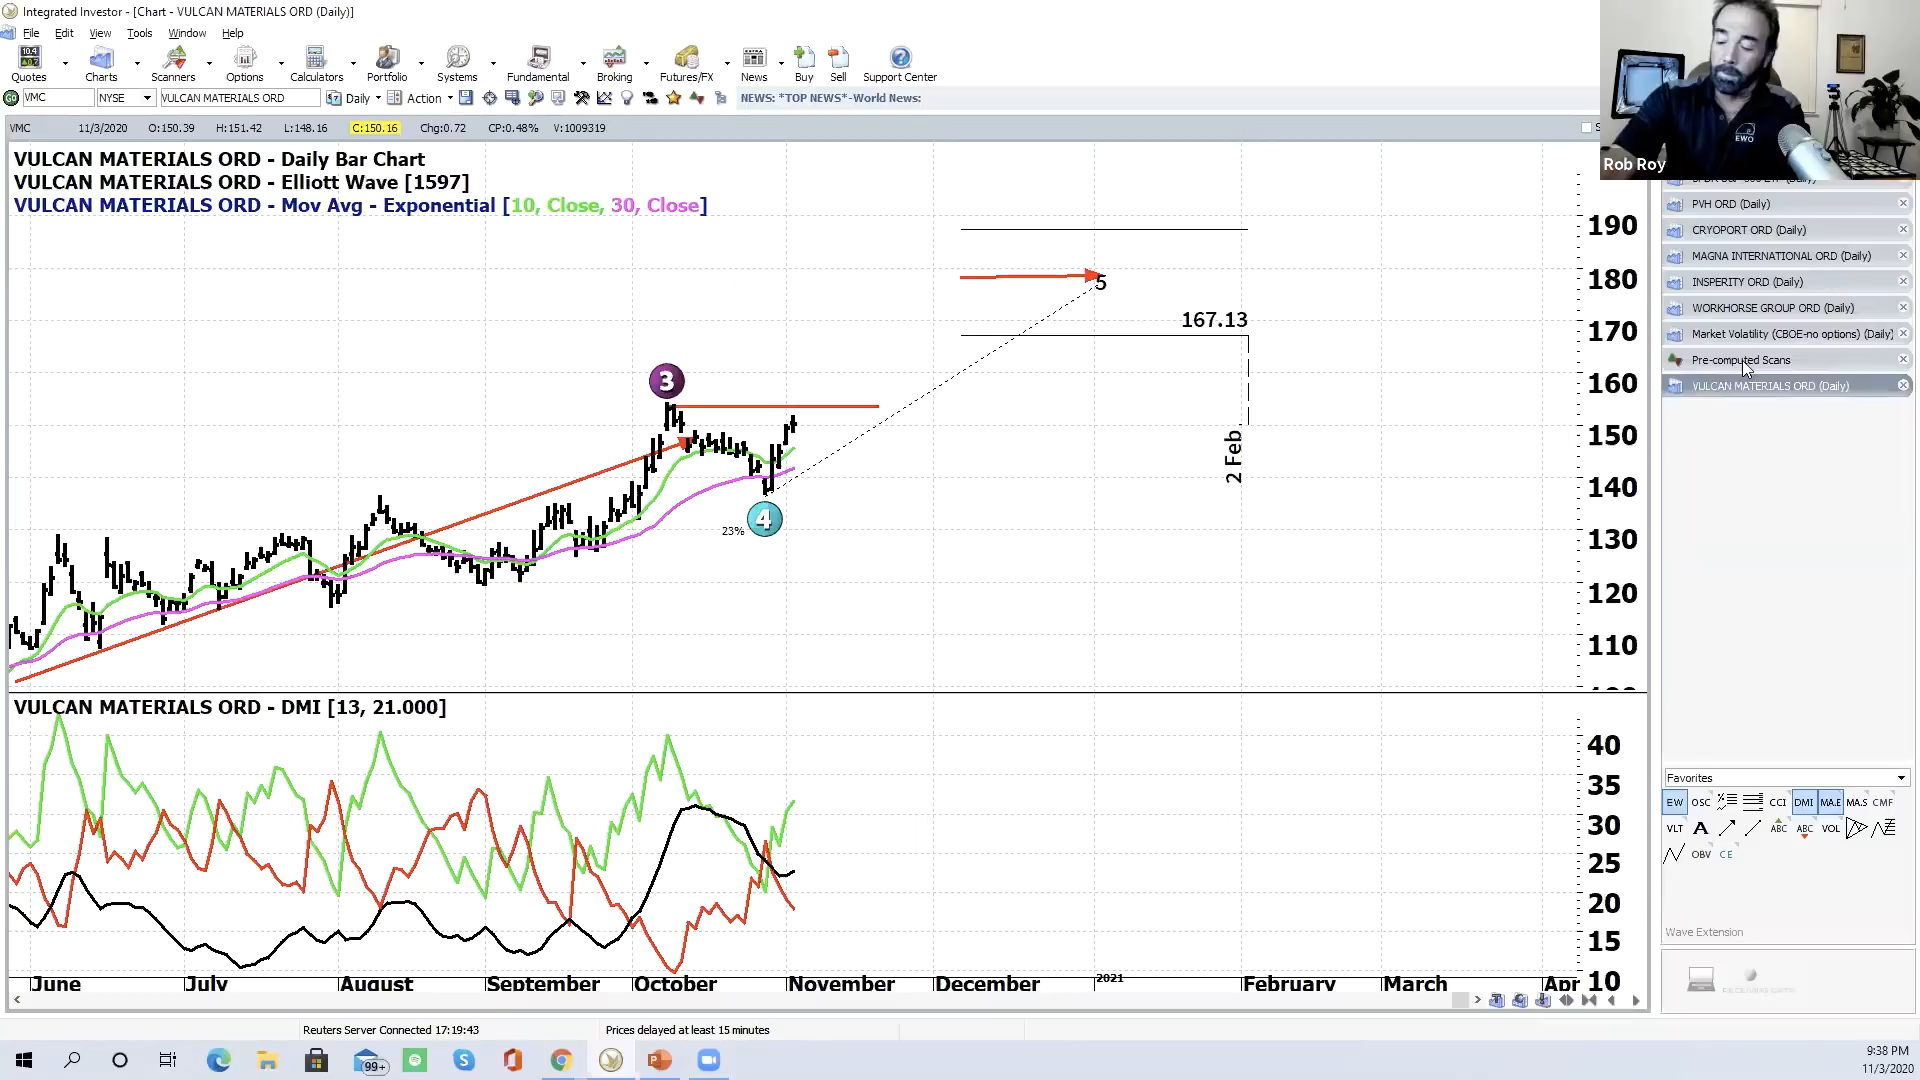 Integrated Investor - [Chart - VULCAN MATERIALS ORD (Daily)]
File Edit View Tools Window Help
10.4
EXTRA
Quotes Charts Scanners Options Calculators Portfolio Systems Fundamental Broking Futures/FX News Buy Sell Support Center
GO VMC NYSE VULCAN MATERIALS ORD Daily Action NEWS: *TOP NEWS*-World News:
VMC 11/3/2020 O:150.39 H:151.42 L:148.16 C:150.16 Chg:0.72 CP:0.48% V:1009319
VULCAN MATERIALS ORD - Daily Bar Chart
VULCAN MATERIALS ORD - Elliott Wave [1597]
VULCAN MATERIALS ORD - Mov Avg - Exponential [10, Close, 30, Close]
190
180
170
160
150
140
130
120
110
5
167.13
2 Feb
3
4
23%
VULCAN MATERIALS ORD - DMI [13, 21.000]
40
35
30
25
20
15
10
June July August September October November December 2021 February March Apr
EWO
Rob Roy
PVH ORD (Daily)
CRYOPORT ORD (Daily)
MAGNA INTERNATIONAL ORD (Daily)
INSPERITY ORD (Daily)
WORKHORSE GROUP ORD (Daily)
Market Volatility (CBOE-no options) (Daily)
Pre-computed Scans
VULCAN MATERIALS ORD (Daily)
Favorites
EW OSC CCI DMI MA.E MA.S CMF
VLT A ABC ABC VOL
OBV CE
Wave Extension
RECEIVING DATA
Reuters Server Connected 17:19:43 Prices delayed at least 15 minutes
99+
9:38 PM
11/3/2020